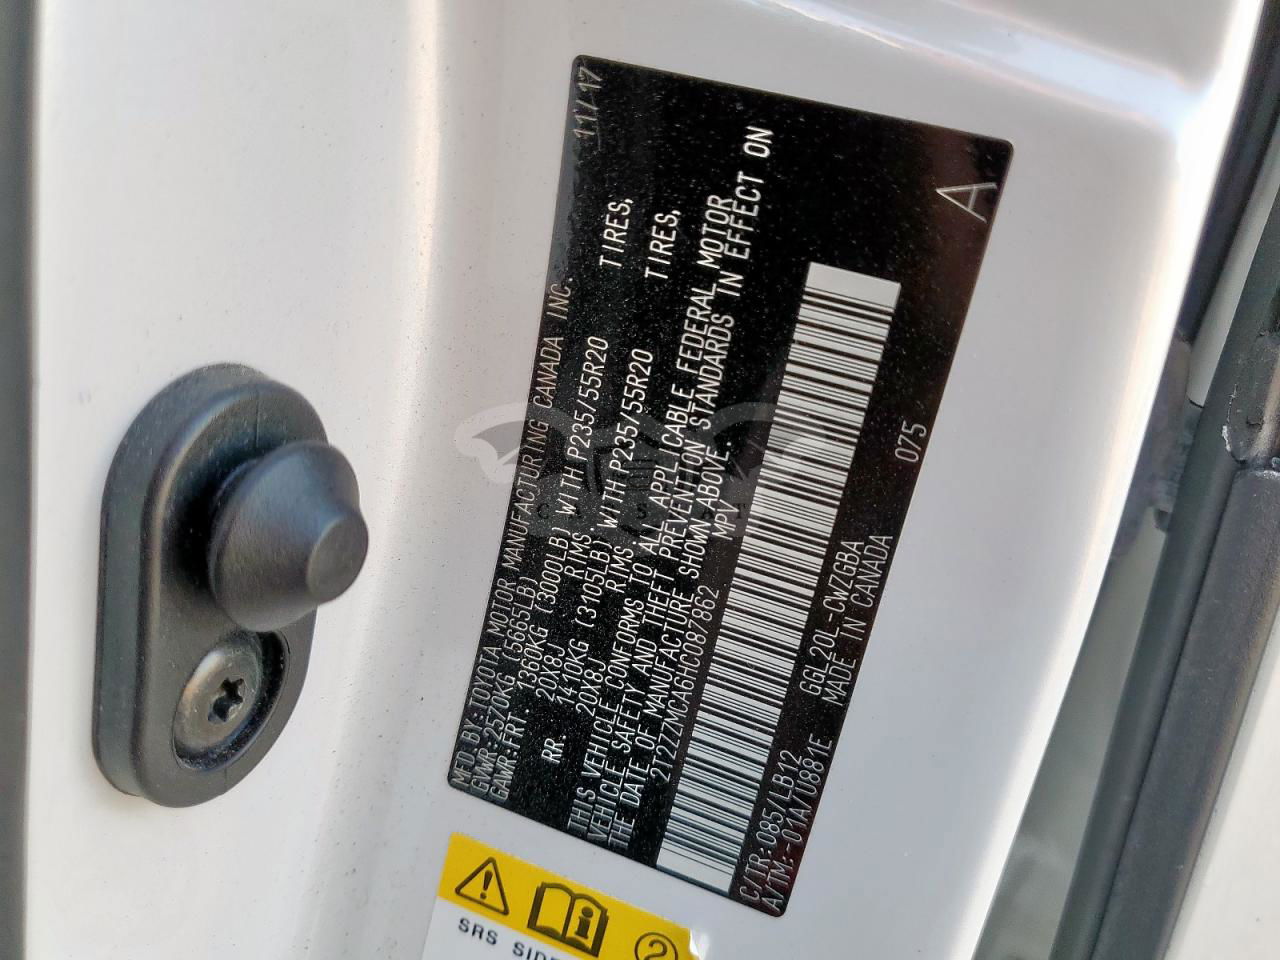 MFD BY: TOYOTA MOTOR MANUFACTURING CANADA INC. 11/17
GVWR: 2570KG (5665LB)
GAWR: FRT. 1360KG (3000LB) WITH P235/55R20 TIRES,
20X8J RIMS
RR. 1410KG (3105LB) WITH P235/55R20 TIRES,
20X8J RIMS
THIS VEHICLE CONFORMS TO ALL APPLICABLE FEDERAL MOTOR
VEHICLE SAFETY AND THEFT PREVENTION STANDARDS IN EFFECT ON
THE DATE OF MANUFACTURE SHOWN ABOVE.
2T2ZZMCA6HC087862 MPV
A
C/TR: 085/LB12 GGL20L-CWZGBA 075
A/TM: -01A/U881E MADE IN CANADA
SRS SIDE